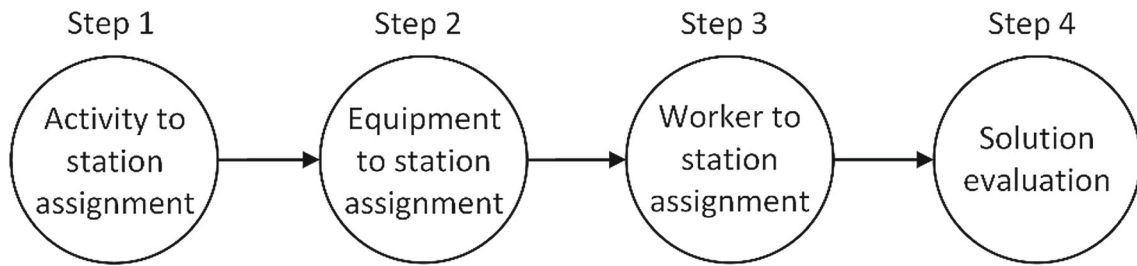 Step 1
Step 2
Step 3
Step 4
Activity to
station
assignment
Equipment
to station
assignment
Worker to
station
assignment
Solution
evaluation